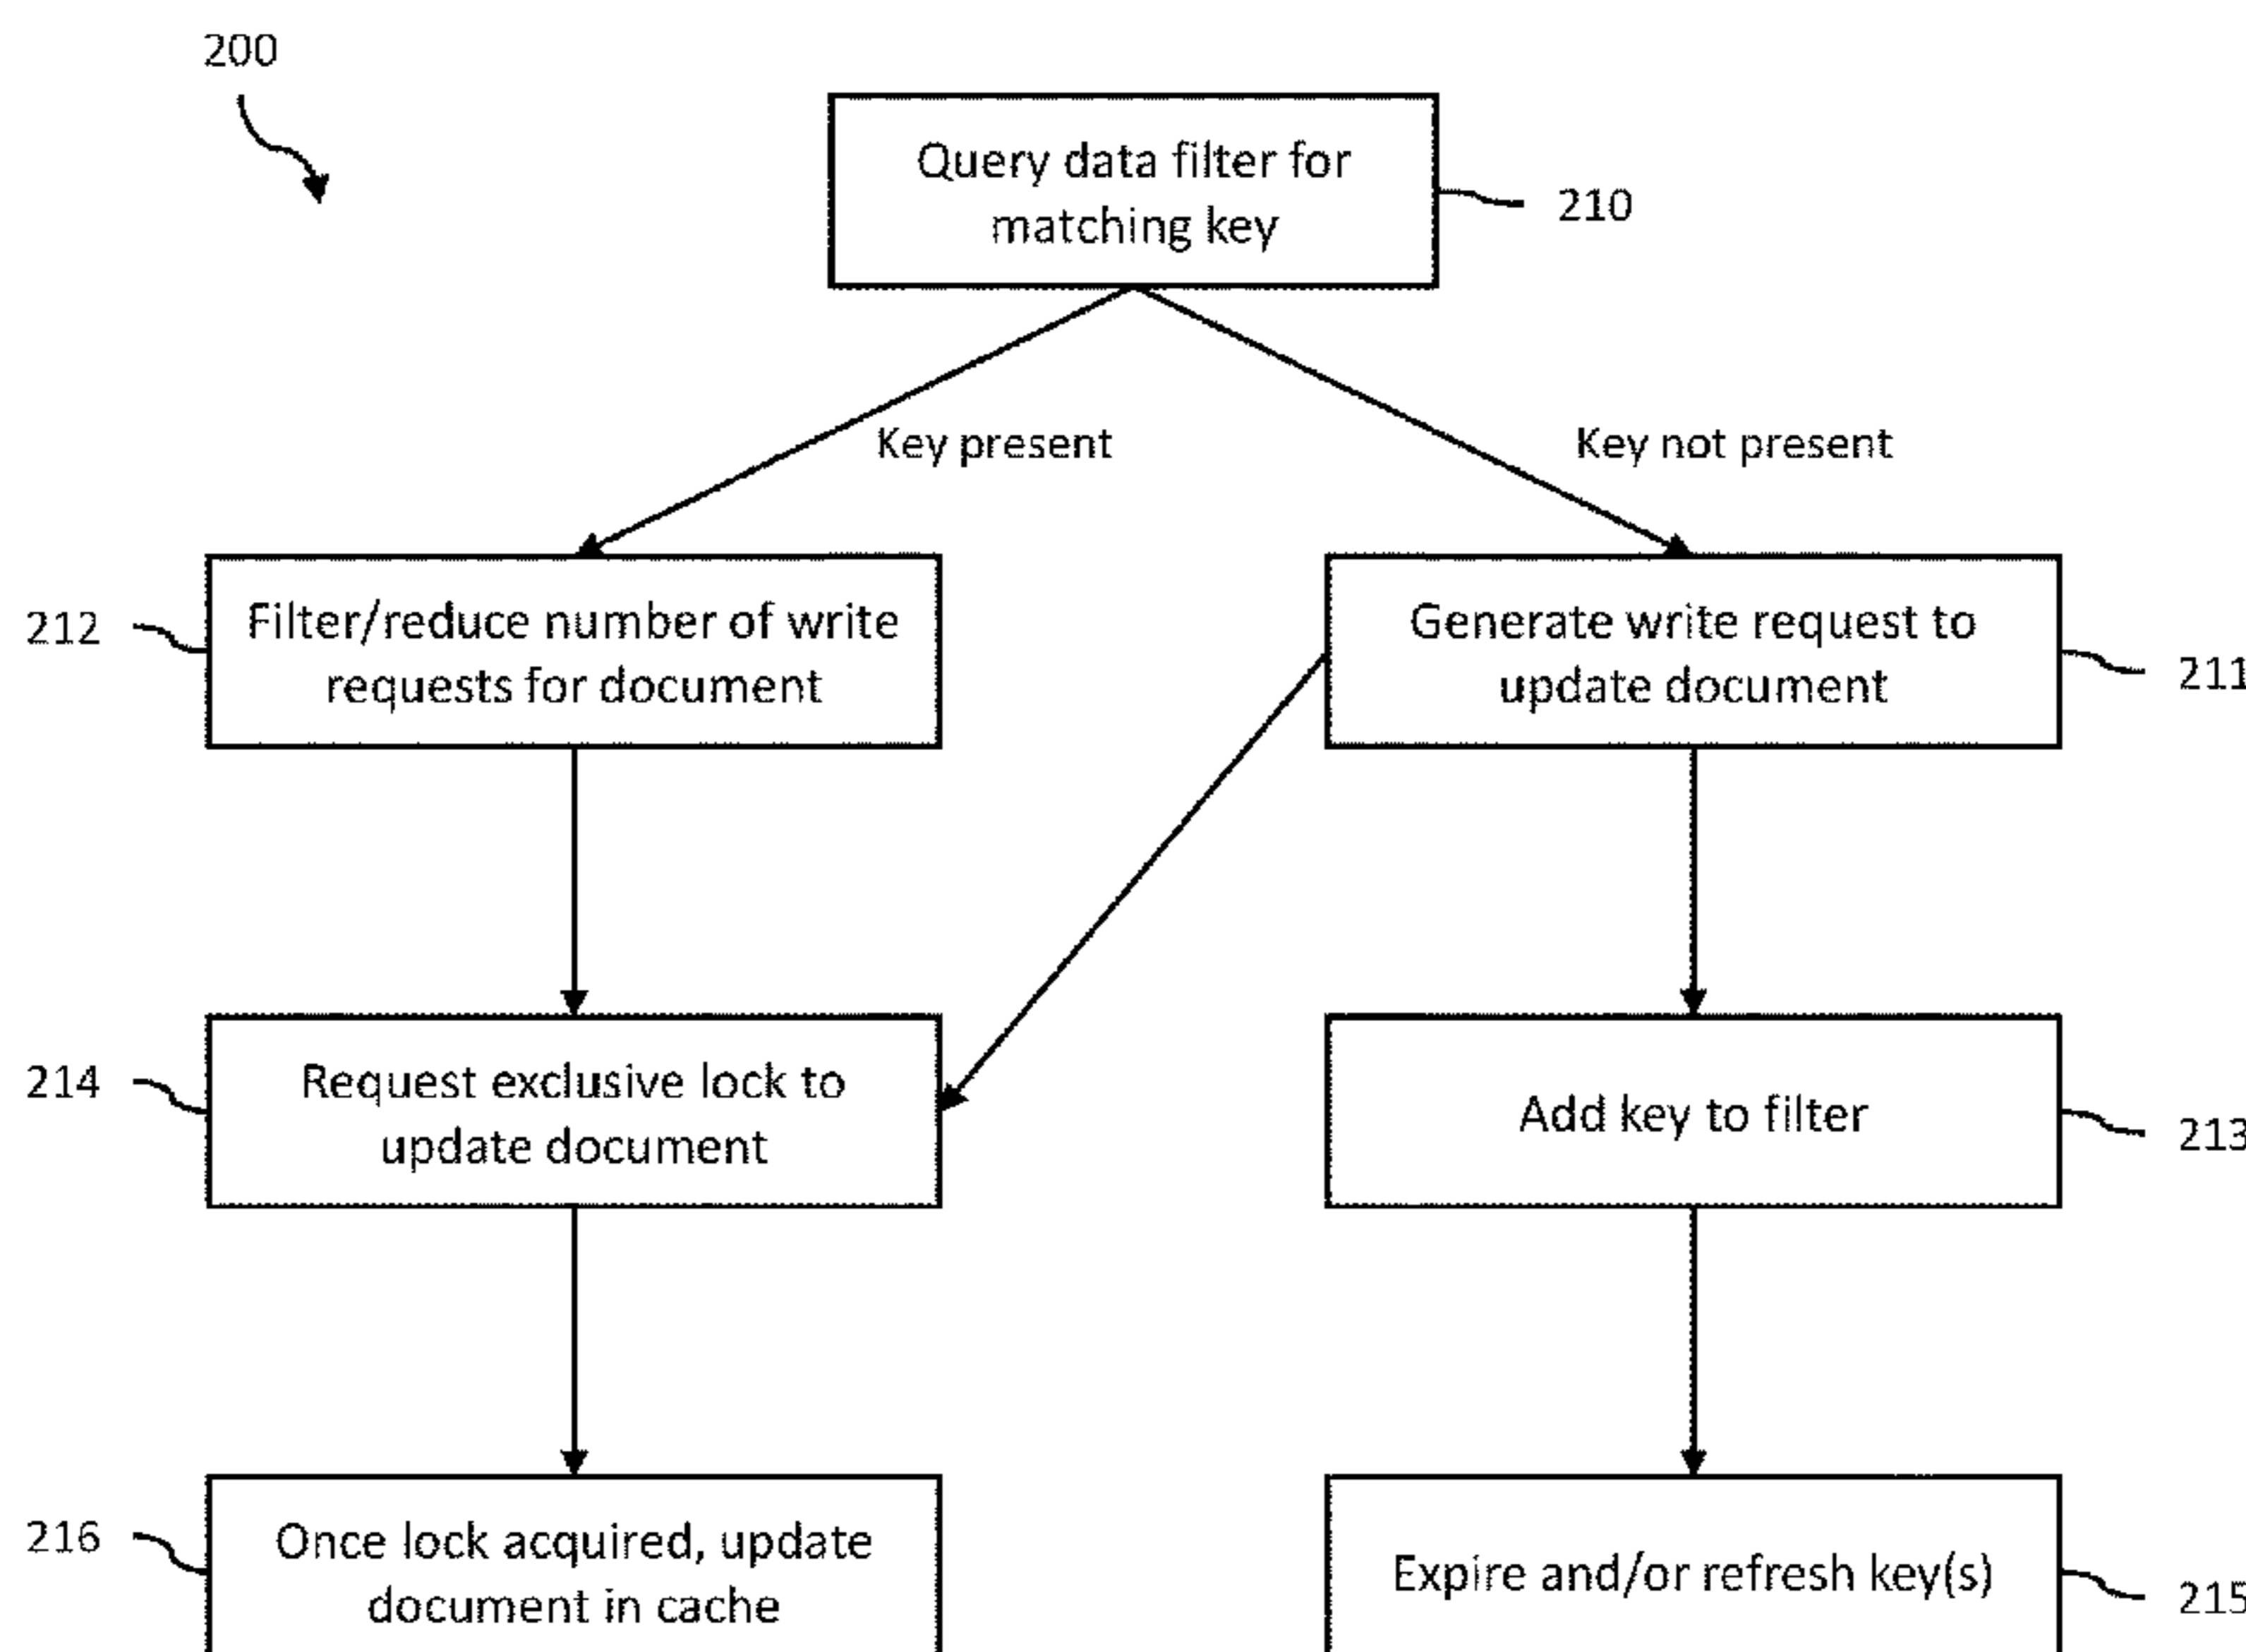 200
Query data filter for
matching key
210
Key present
Key not present
212
Filter/reduce number of write
requests for document
Generate write request to
update document
211
214
Request exclusive lock to
update document
Add key to filter
213
216
Once lock acquired, update
document in cache
Expire and/or refresh key(s)
215